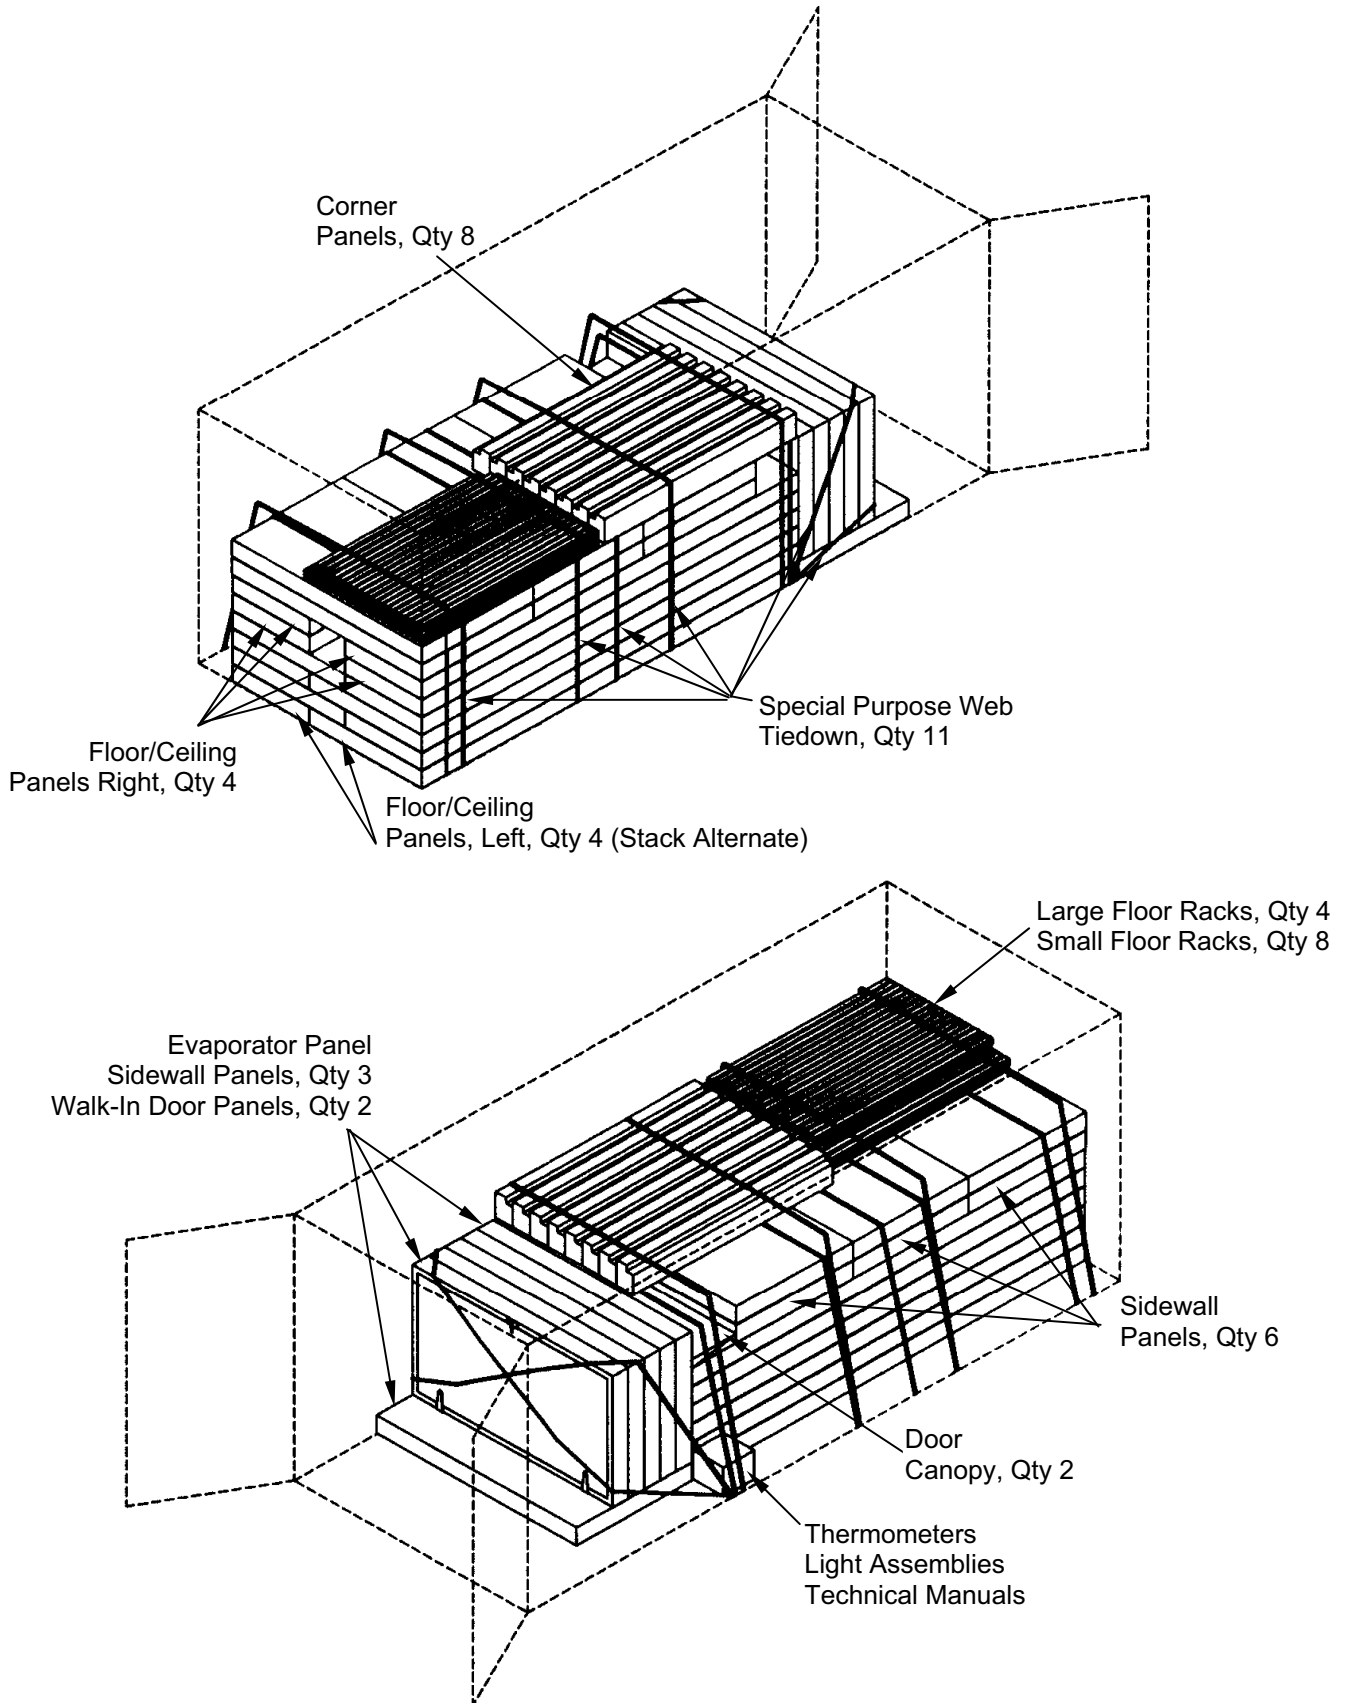 Corner
Panels, Qty 8
Special Purpose Web
Tiedown, Qty 11
Floor/Ceiling
Panels Right, Qty 4
Floor/Ceiling
Panels, Left, Qty 4 (Stack Alternate)
Large Floor Racks, Qty 4
Small Floor Racks, Qty 8
Evaporator Panel
Sidewall Panels, Qty 3
Walk-In Door Panels, Qty 2
Sidewall
Panels, Qty 6
Door
Canopy, Qty 2
Thermometers
Light Assemblies
Technical Manuals